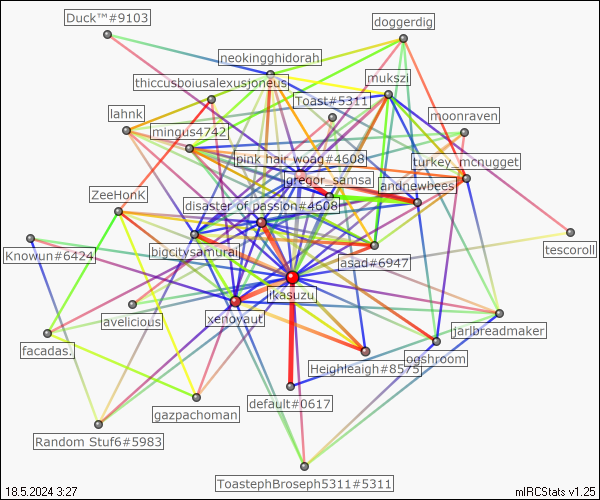 Duck™#9103
doggerdig
neokingghidorah
thiccusboiusalexusjoneus
mukszi
Toast#5311
lahnk
moonraven
mingus4742
pink hair woag#4608
turkey_mcnugget
gregor_samsa
andnewbees
ZeeHonk
disaster of passion#4608
Knowun#6424
bigcitysamurai
asad#6947
tescoroll
ikasuzu
avelicious
xenoyaut
jarlbreadmaker
facadas.
Heighleigh#8575
ogshroom
default#0617
gazpachoman
Random Stuf6#5983
ToastephBroseph5311#5311
18.5.2024 3:27
mIRCStats v1.25